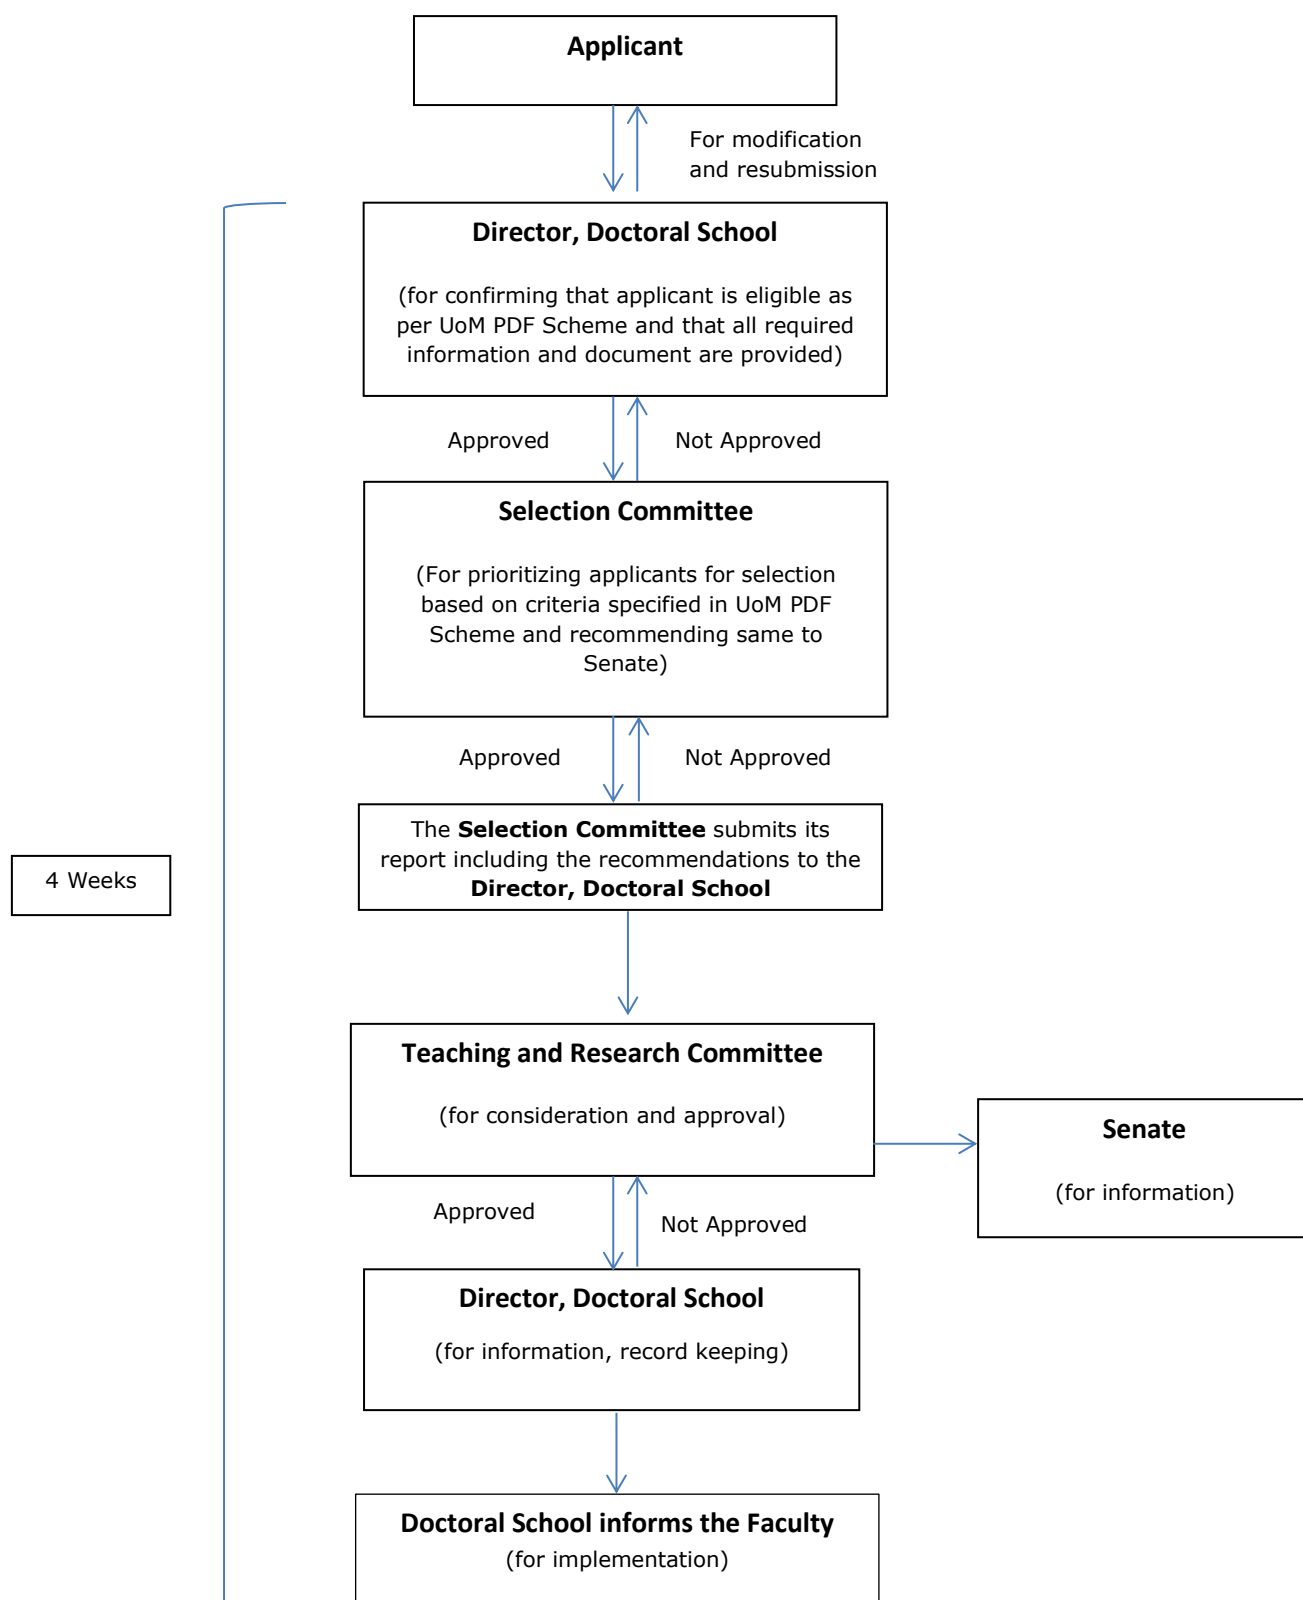 Applicant
For modification
and resubmission
Director, Doctoral School
(for confirming that applicant is eligible as
per UoM PDF Scheme and that all required
information and document are provided)
Approved
Not Approved
Selection Committee
(For prioritizing applicants for selection
based on criteria specified in UoM PDF
Scheme and recommending same to
Senate)
Approved
Not Approved
The Selection Committee submits its
report including the recommendations to the
Director, Doctoral School
4 Weeks
Teaching and Research Committee
(for consideration and approval)
Senate
(for information)
Approved
Not Approved
Director, Doctoral School
(for information, record keeping)
Doctoral School informs the Faculty
(for implementation)